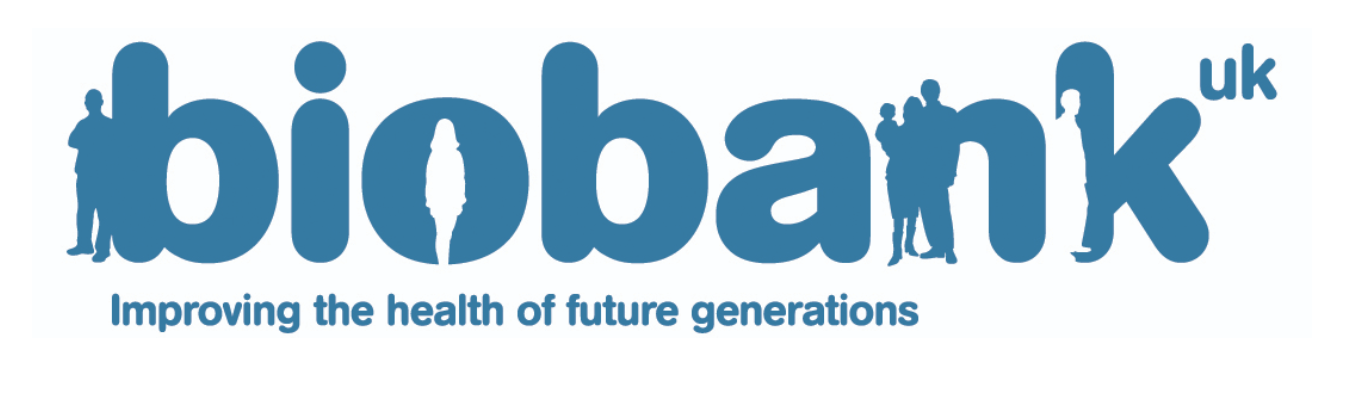 biobank uk
Improving the health of future generations